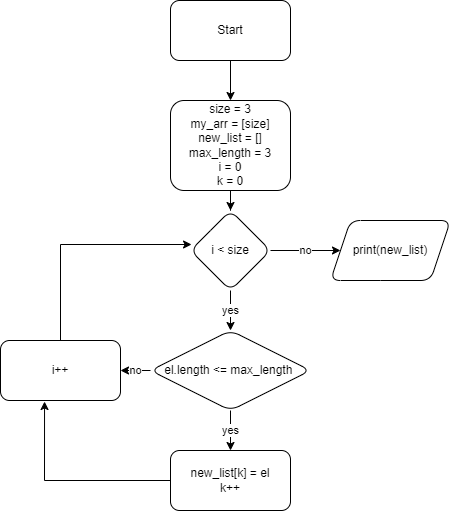 Start
size = 3
my_arr = [size]
new_list = []
max_length = 3
i = 0
k = 0
i < size
no
print(new_list)
yes
i++
no
el.length <= max_length
yes
new_list[k] = el
k++